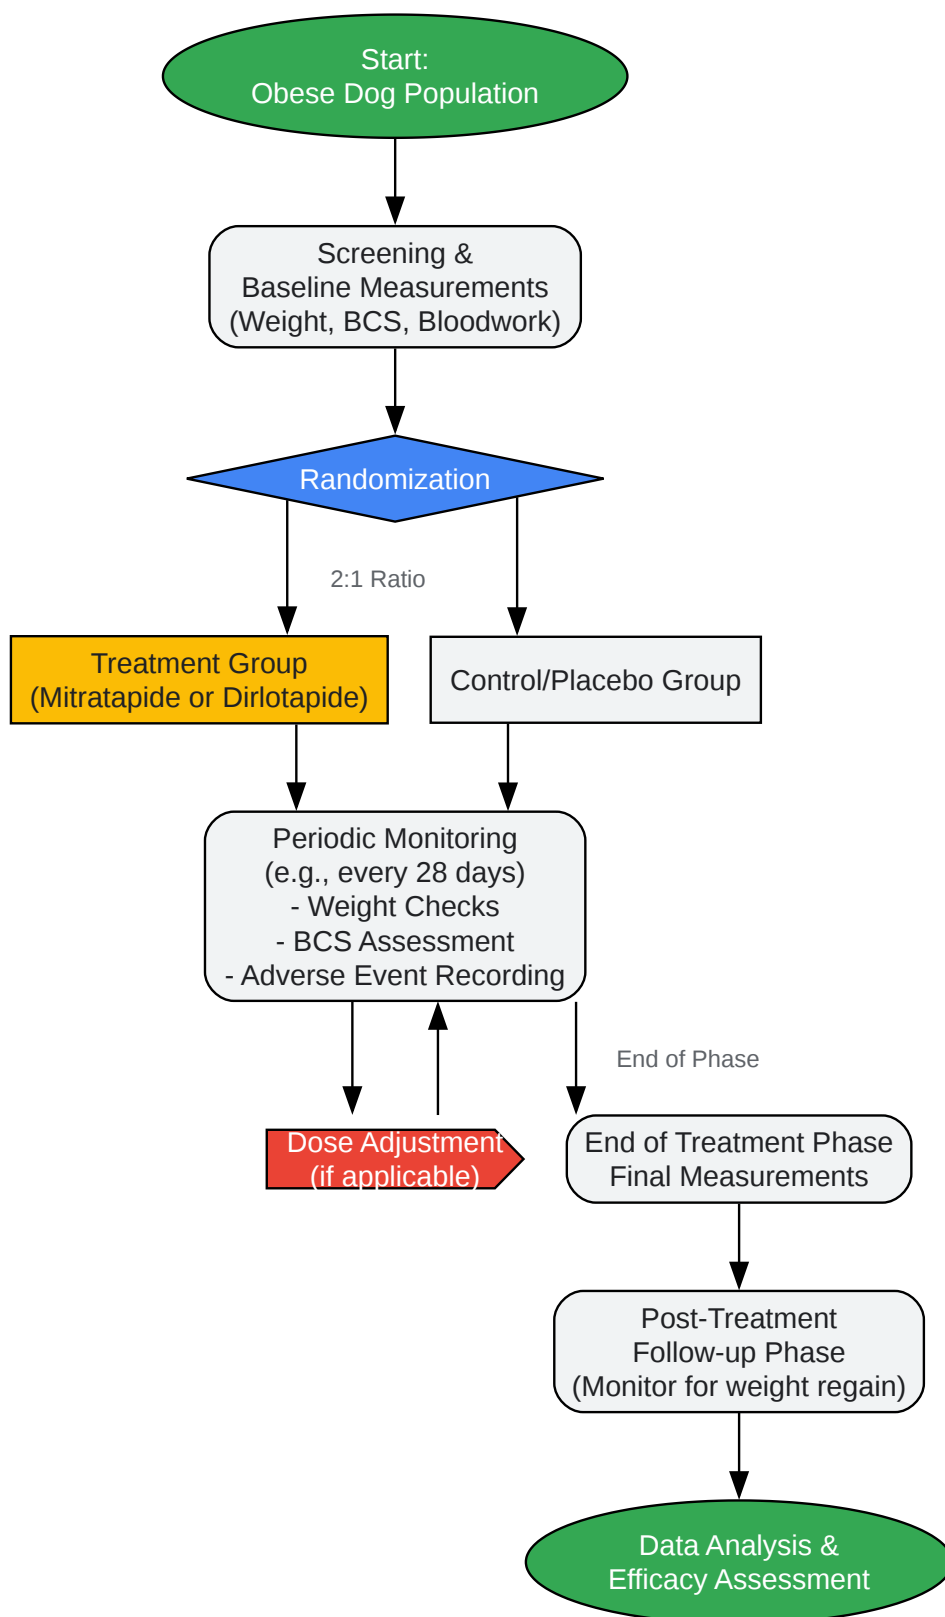 Start:
Obese Dog Population
Screening &
Baseline Measurements
(Weight, BCS, Bloodwork)
Randomization
2:1 Ratio
Treatment Group
(Mitratapide or Dirlotapide)
Control/Placebo Group
Periodic Monitoring
(e.g., every 28 days)
- Weight Checks
- BCS Assessment
- Adverse Event Recording
End of Phase
Dose Adjustment
(if applicable)
End of Treatment Phase
Final Measurements
Post-Treatment
Follow-up Phase
(Monitor for weight regain)
Data Analysis &
Efficacy Assessment